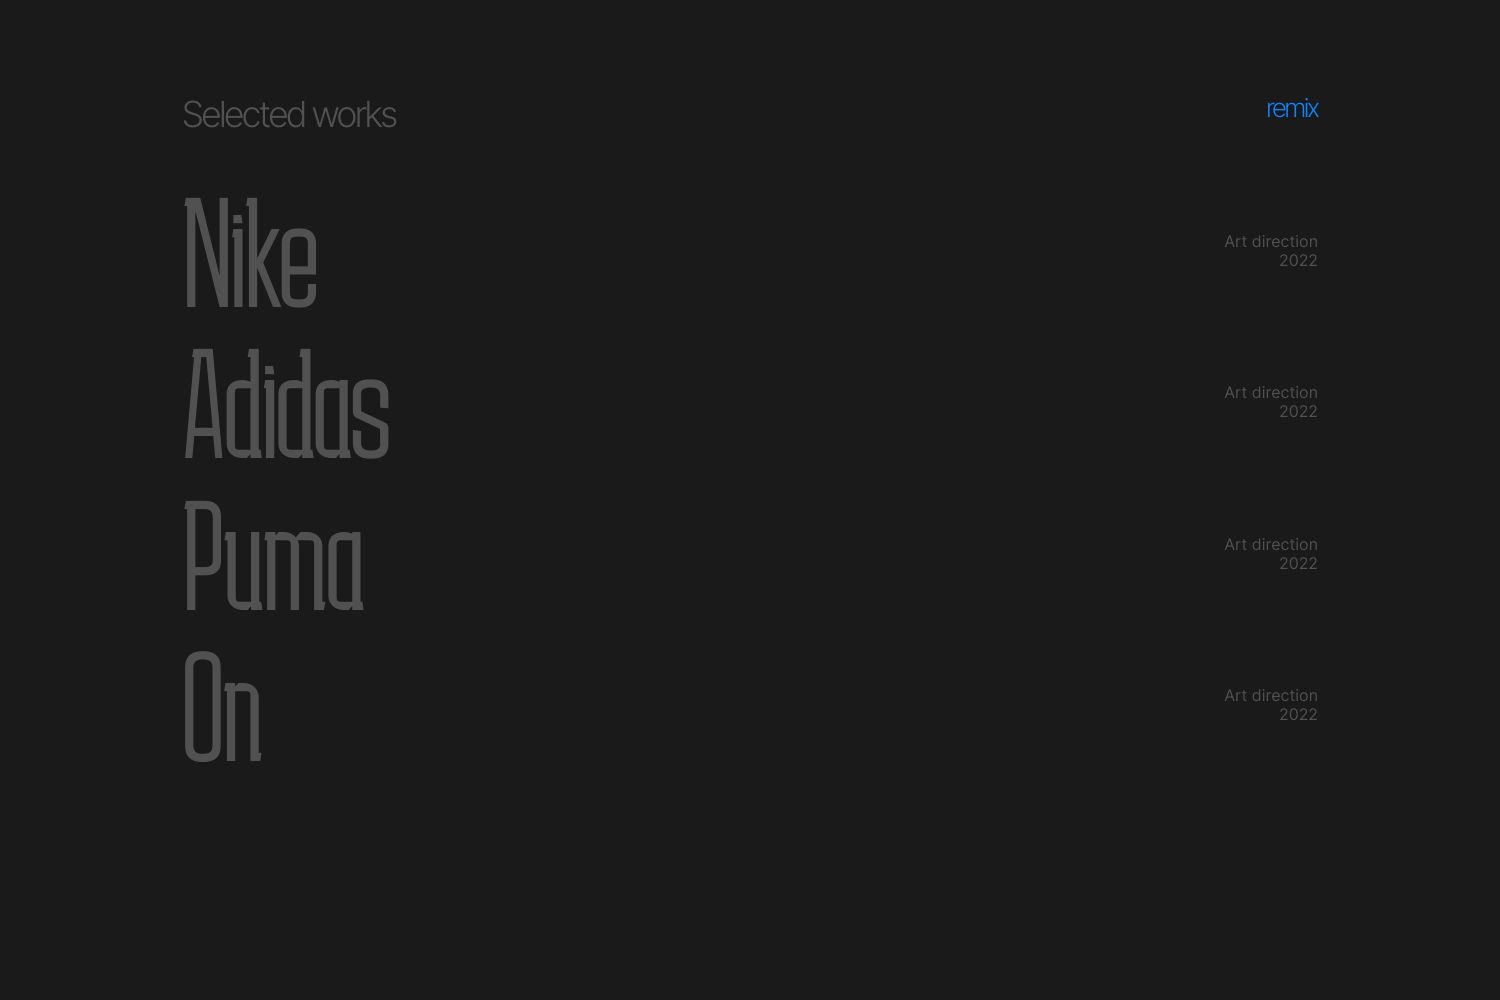 Selected works
remix
Nike
Art direction
2022
Adidas
Art direction
2022
Puma
Art direction
2022
On
Art direction
2022